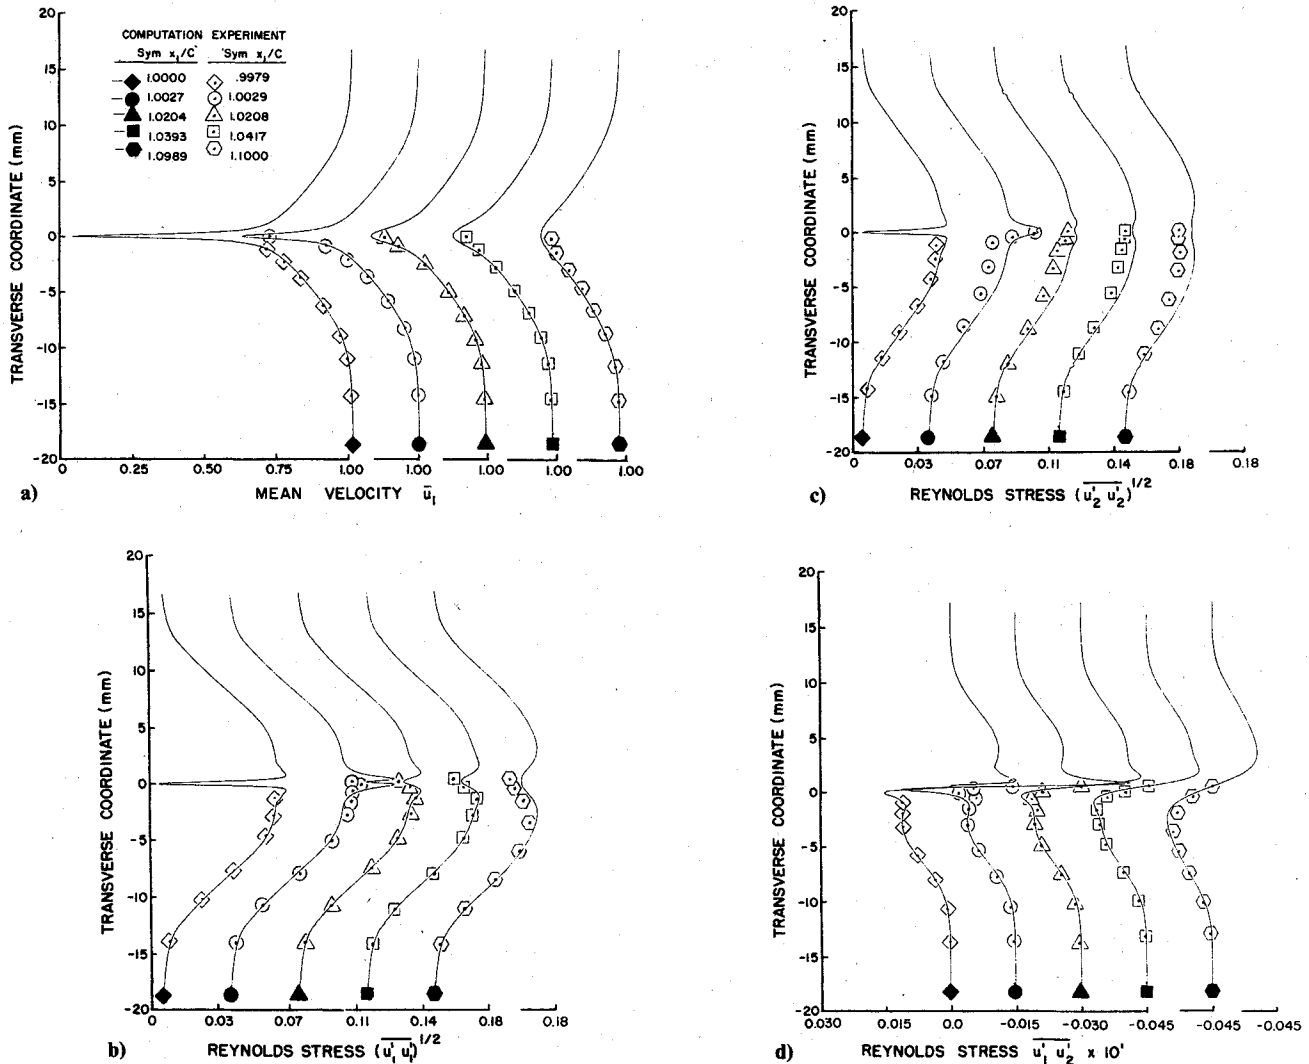 COMPUTATION EXPERIMENT
Sym x₁/C Sym x₁/C
1.0000 .9979
1.0027 1.0029
1.0204 1.0208
1.0393 1.0417
1.0989 1.1000
TRANSVERSE COORDINATE (mm)
20
15
10
5
0
-5
-10
-15
-20
0 0.25 0.50 0.75 1.00 1.00 1.00 1.00 1.00
a) MEAN VELOCITY ū₁
TRANSVERSE COORDINATE (mm)
20
15
10
5
0
-5
-10
-15
-20
0 0.03 0.07 0.11 0.14 0.18 0.18
c) REYNOLDS STRESS (u₂' u₂')^1/2
TRANSVERSE COORDINATE (mm)
20
15
10
5
0
-5
-10
-15
-20
0 0.03 0.07 0.11 0.14 0.18 0.18
b) REYNOLDS STRESS (u₁' u₁')^1/2
TRANSVERSE COORDINATE (mm)
20
15
10
5
0
-5
-10
-15
-20
0.030 0.015 0.0 -0.015 -0.030 -0.045 -0.045 -0.045
d) REYNOLDS STRESS u₁' u₂' x 10¹